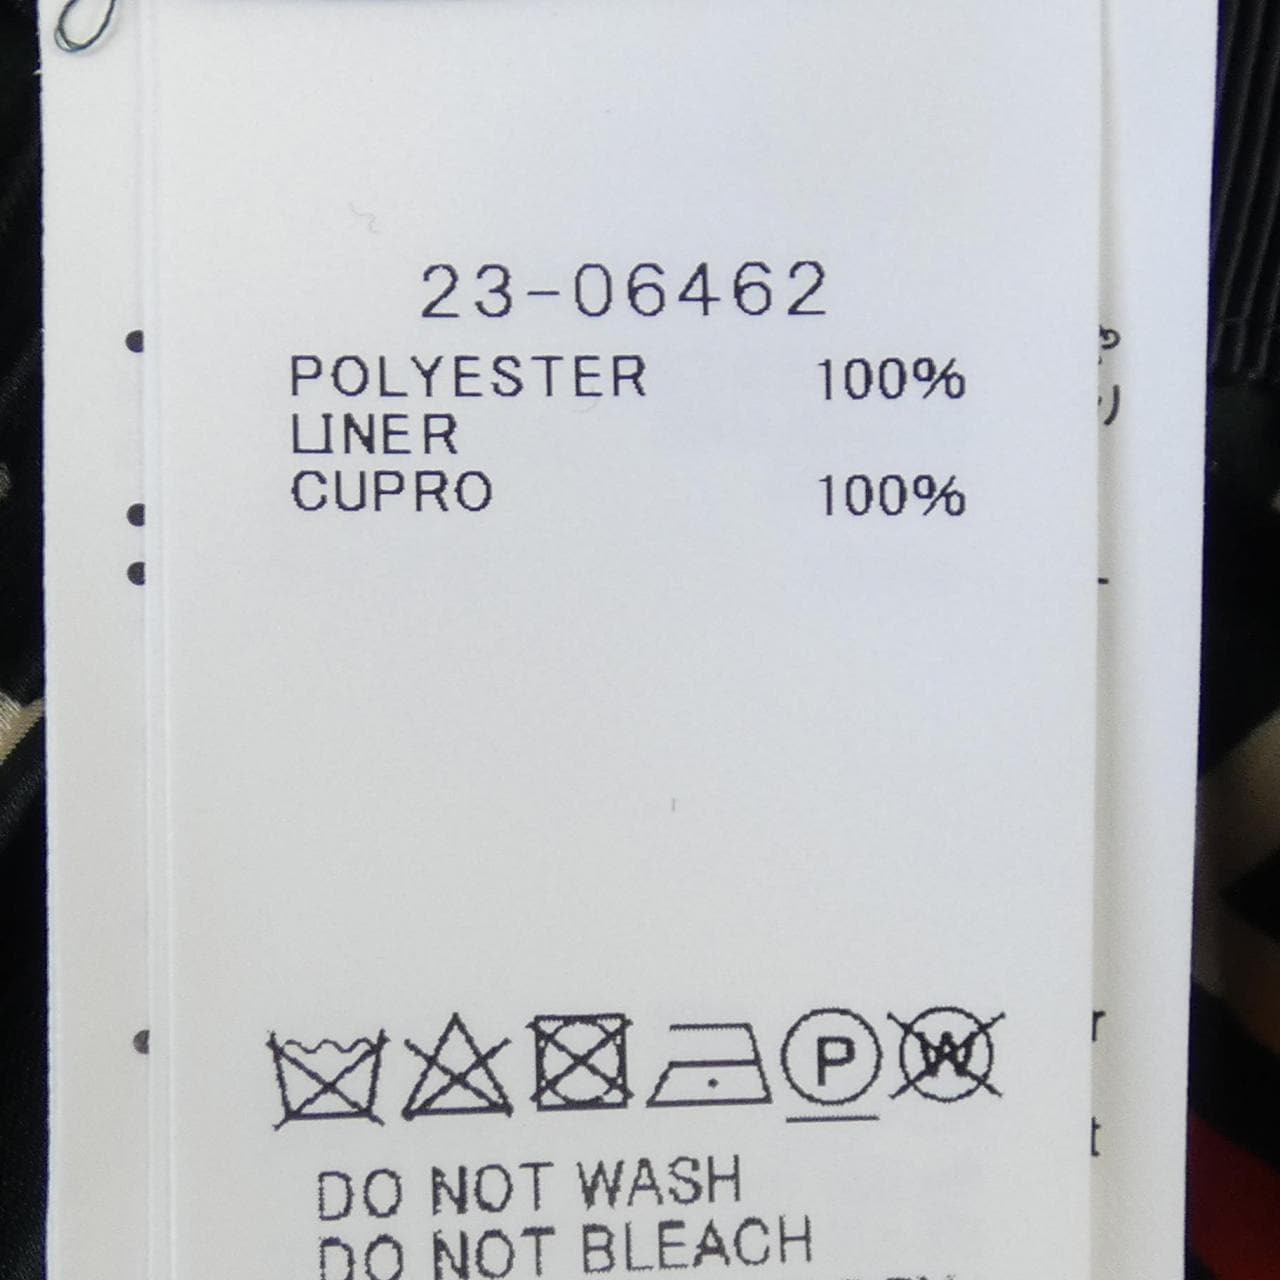 23-06462
POLYESTER 100%
LINER
CUPRO 100%
P W
DO NOT WASH
DO NOT BLEACH